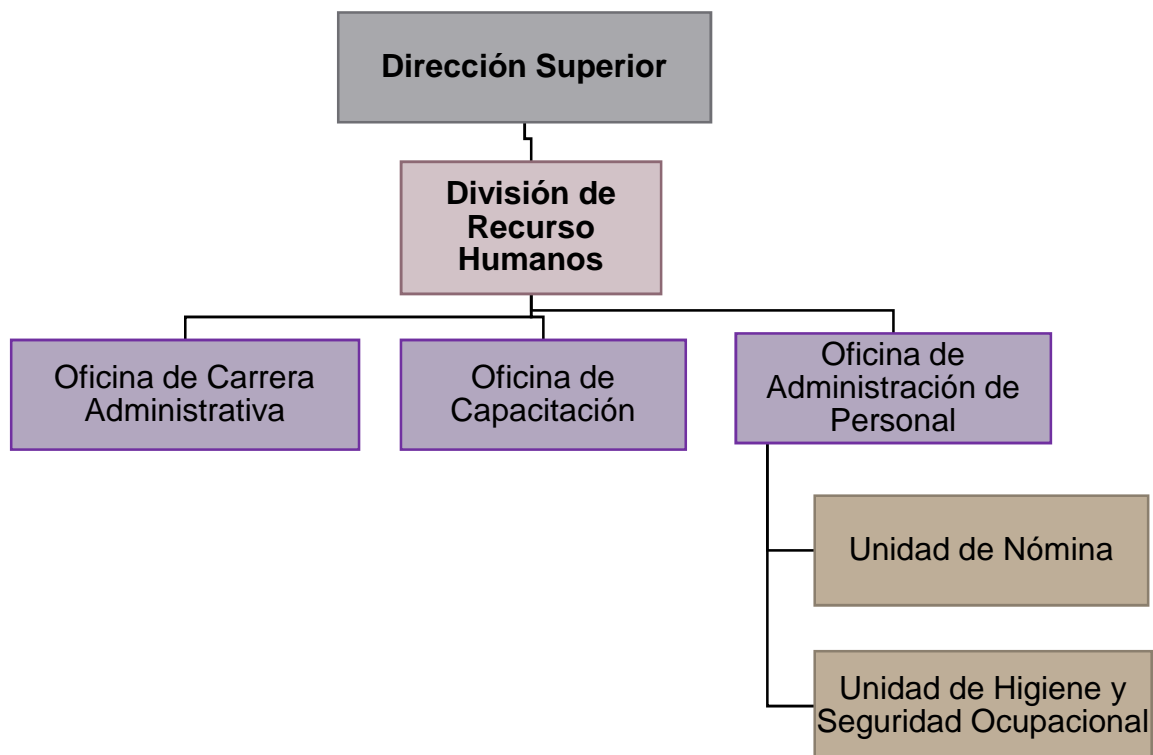 Dirección Superior
División de
Recurso
Humanos
Oficina de Carrera
Administrativa
Oficina de
Capacitación
Oficina de
Administración de
Personal
Unidad de Nómina
Unidad de Higiene y
Seguridad Ocupacional